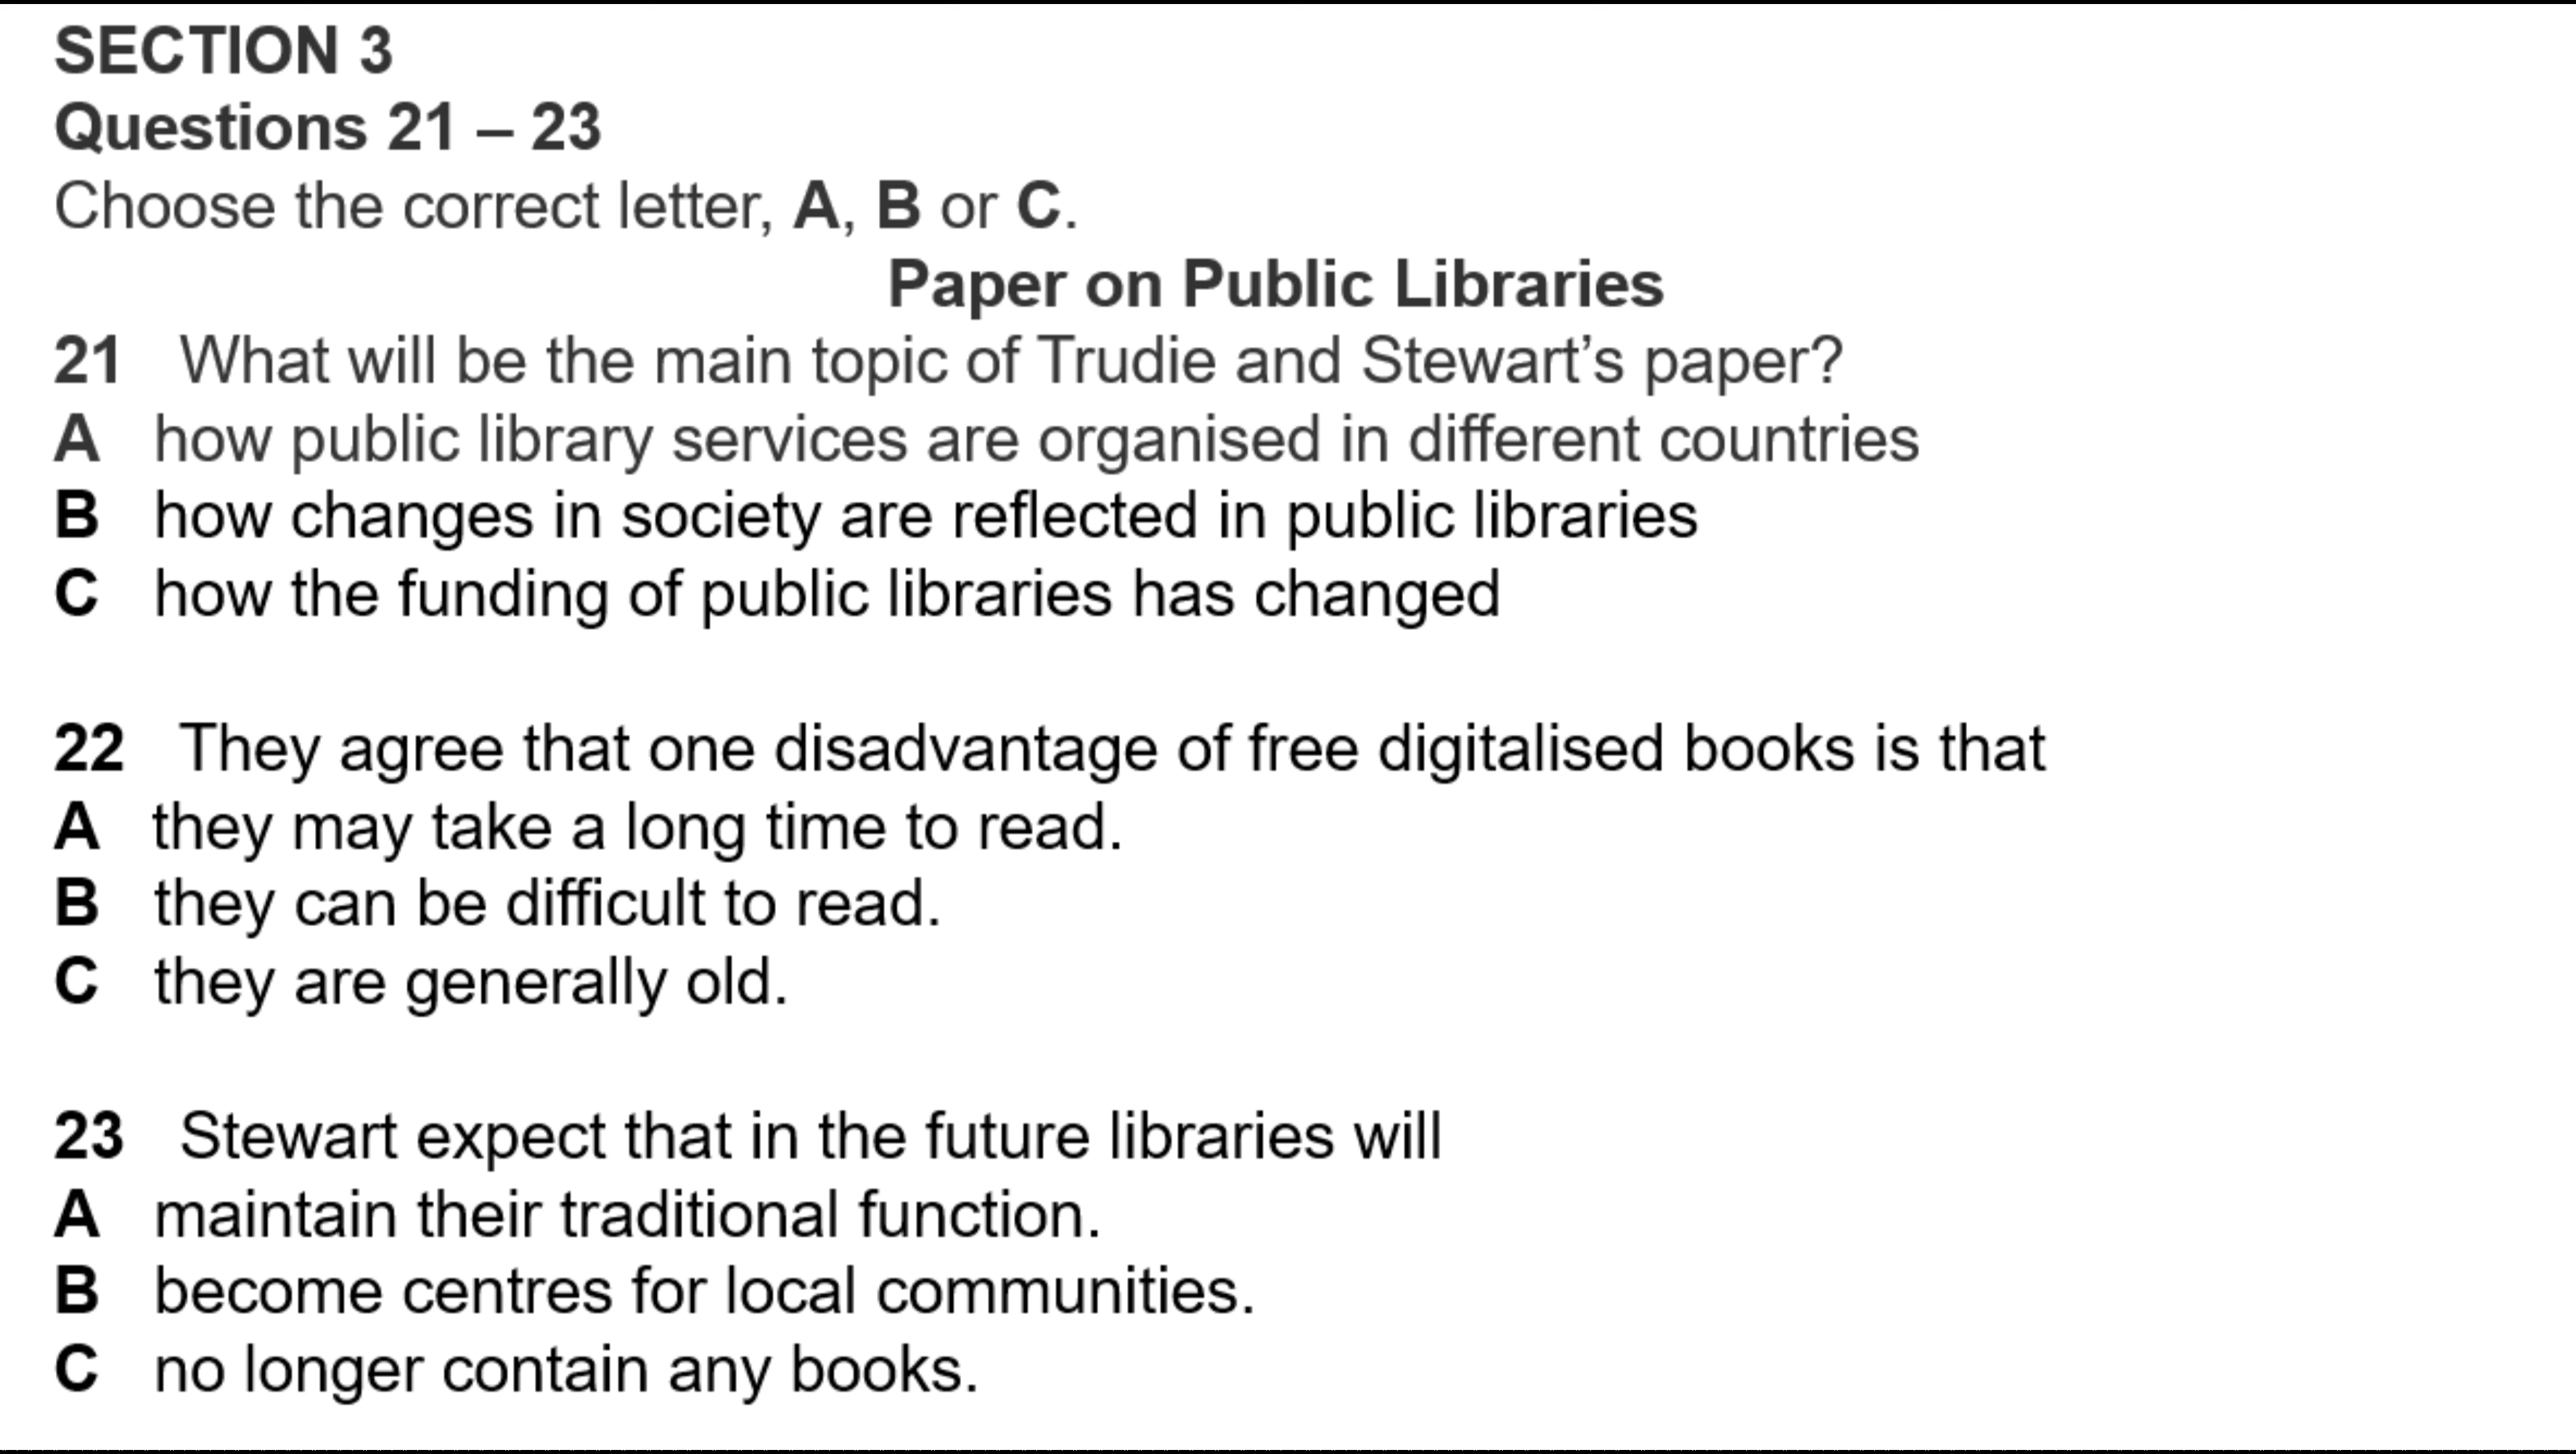 SECTION 3
Questions 21 – 23
Choose the correct letter, A, B or C.
Paper on Public Libraries
21 What will be the main topic of Trudie and Stewart’s paper?
A how public library services are organised in different countries
B how changes in society are reflected in public libraries
C how the funding of public libraries has changed
22 They agree that one disadvantage of free digitalised books is that
A they may take a long time to read.
B they can be difficult to read.
C they are generally old.
23 Stewart expect that in the future libraries will
A maintain their traditional function.
B become centres for local communities.
C no longer contain any books.